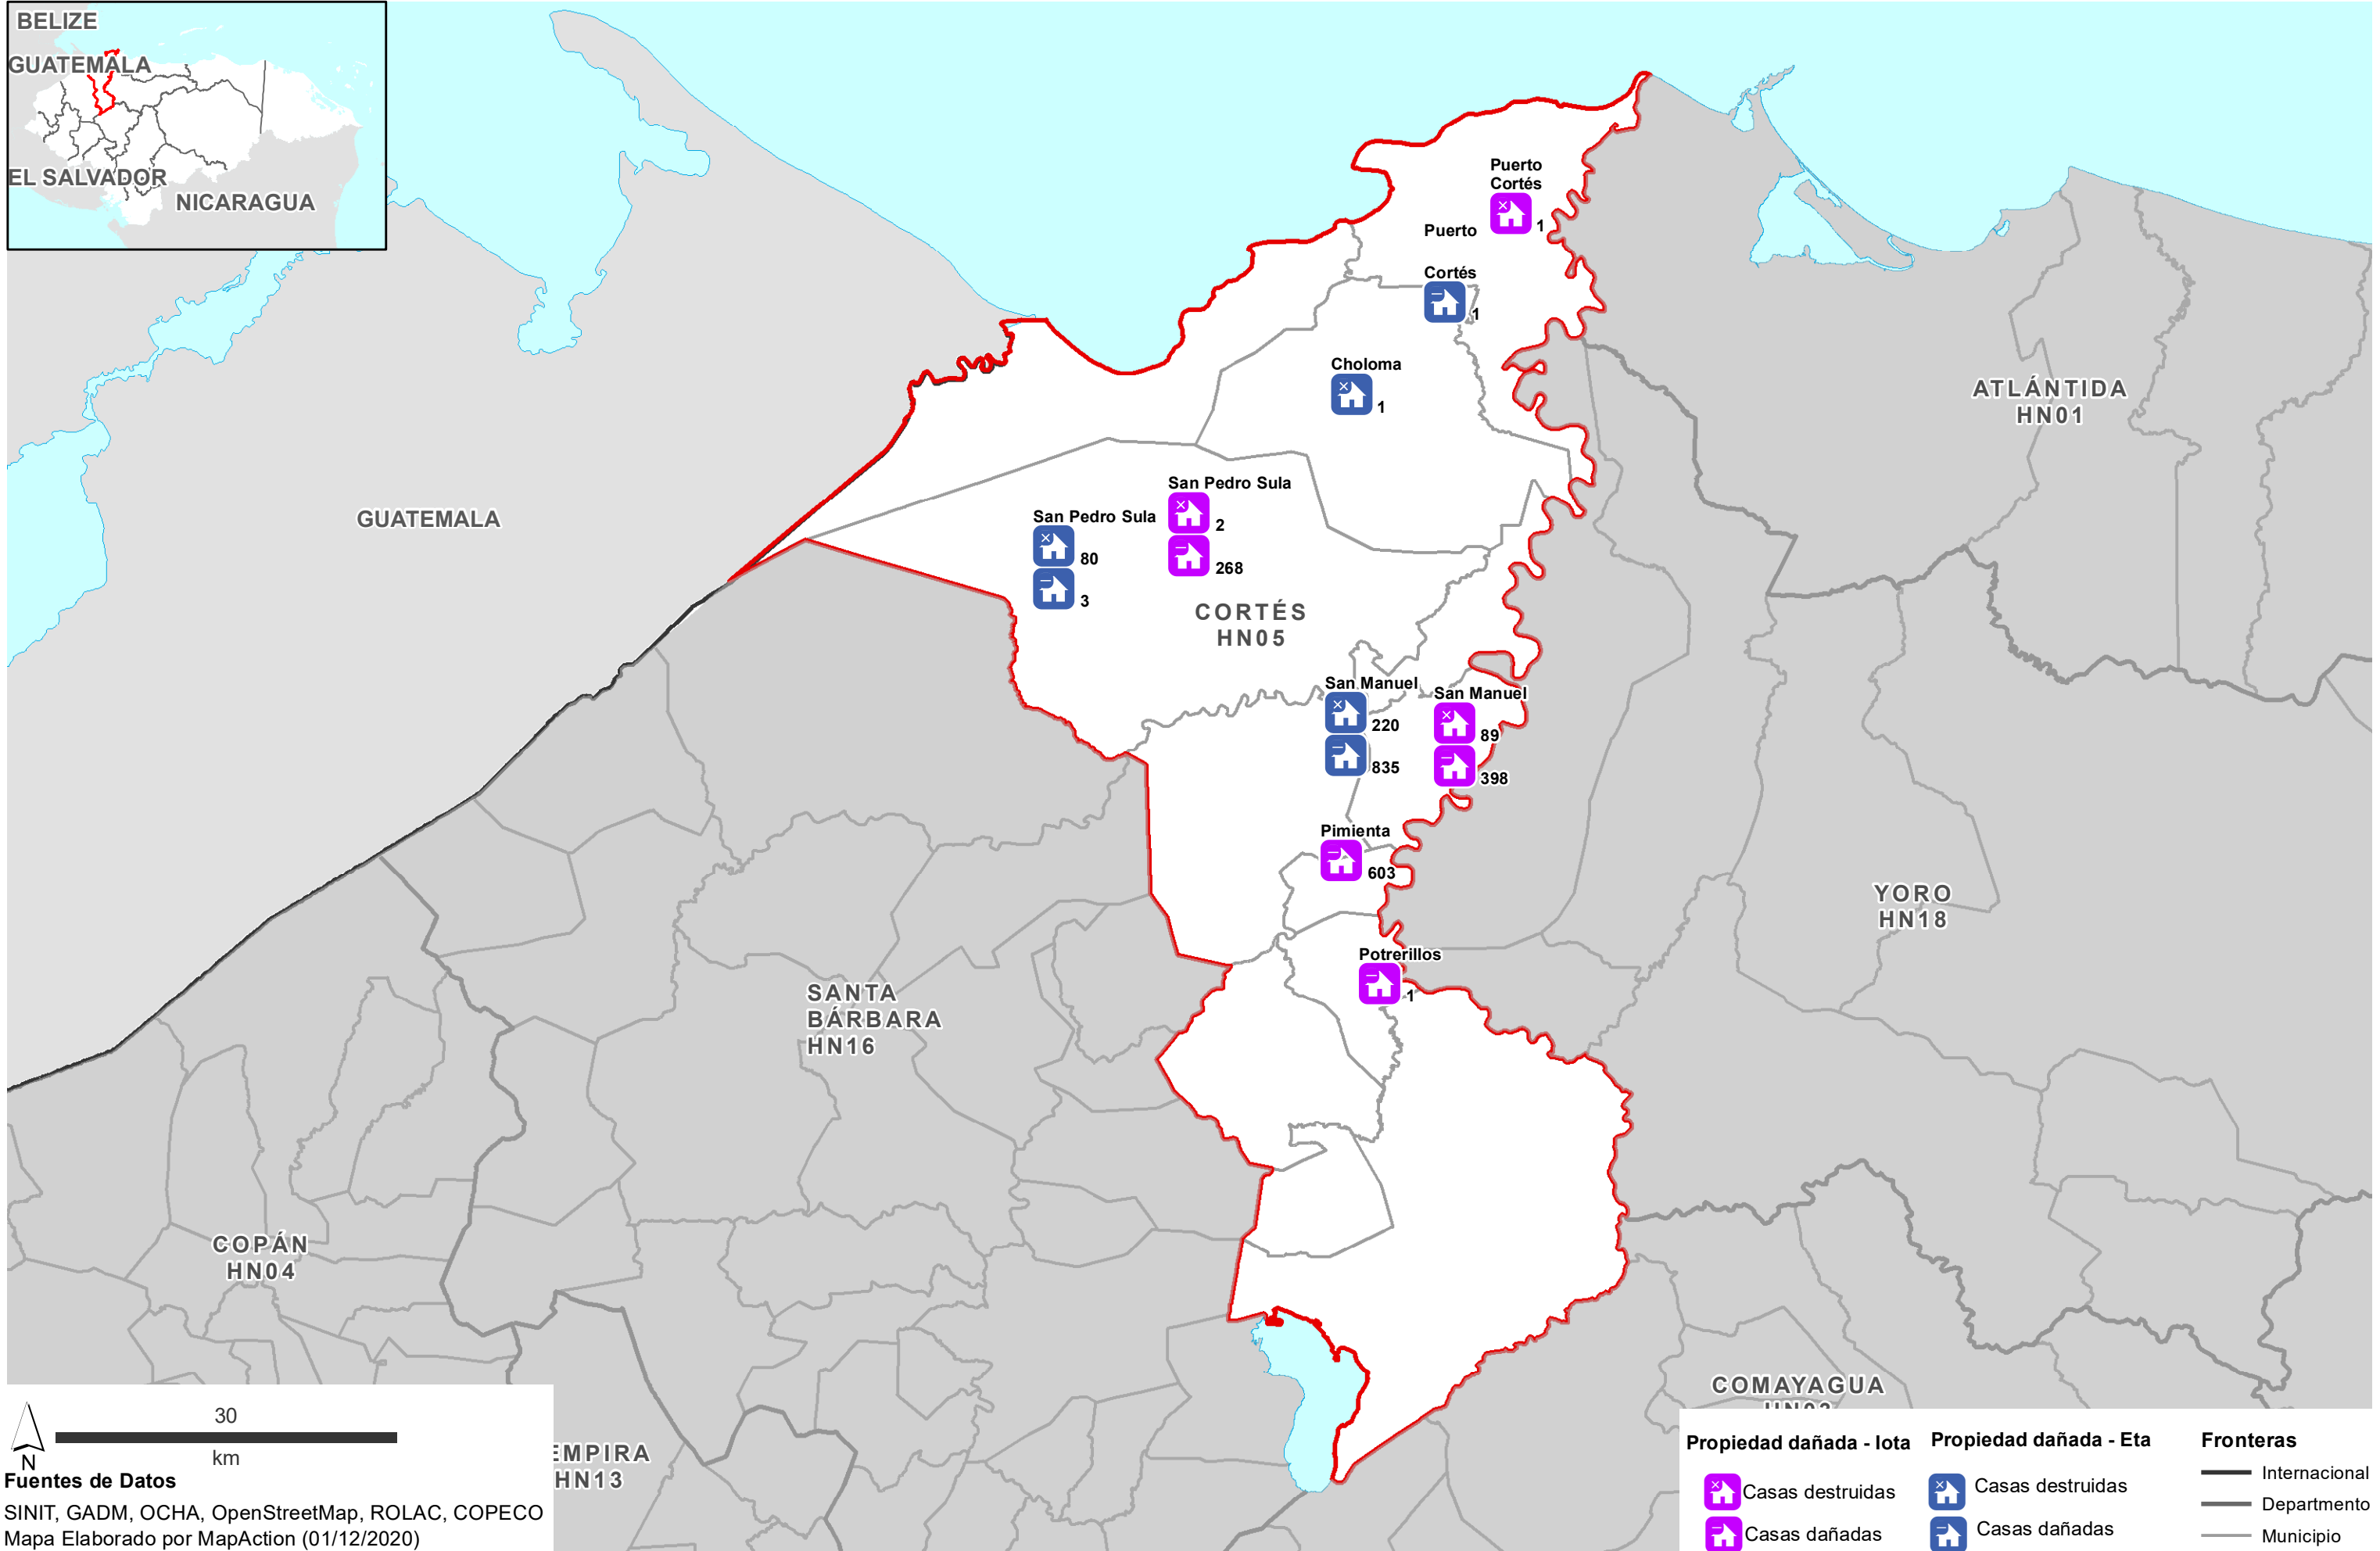 BELIZE
GUATEMALA
EL SALVADOR
NICARAGUA
Puerto
Cortés
1
Puerto
Cortés
1
Choloma
1
ATLÁNTIDA
HN01
GUATEMALA
San Pedro Sula
2
268
San Pedro Sula
80
3
CORTÉS
HN05
San Manuel
220
835
San Manuel
89
398
Pimienta
603
YORO
HN18
Potrerillos
1
SANTA
BÁRBARA
HN16
COPÁN
HN04
COMAYAGUA
EMPIRA
HN13
30
km
N
Fuentes de Datos
SINIT, GADM, OCHA, OpenStreetMap, ROLAC, COPECO
Mapa Elaborado por MapAction (01/12/2020)
Propiedad dañada - Iota
Casas destruidas
Casas dañadas
Propiedad dañada - Eta
Casas destruidas
Casas dañadas
Fronteras
Internacional
Departmento
Municipio